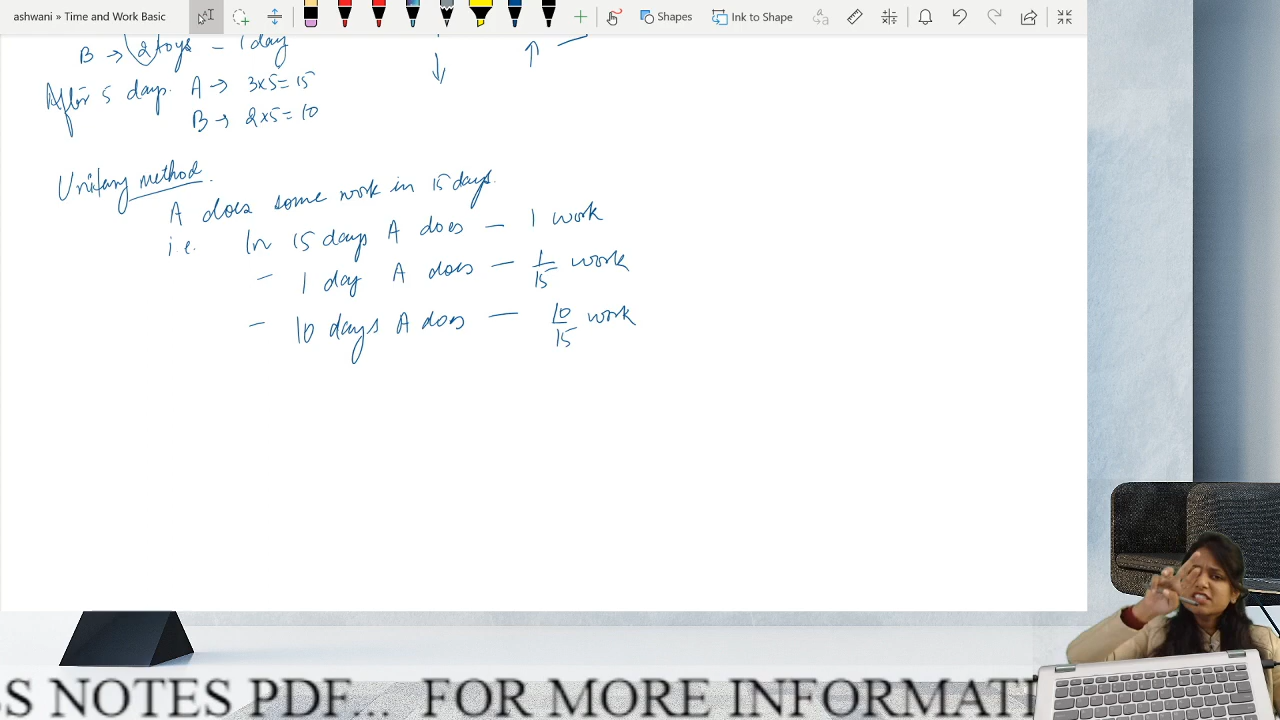 ashwani » Time and Work Basic
Shapes
Ink to Shape
B → 2 toys – 1 day
After 5 days. A → 3×5=15
B → 2×5=10
Unitary method.
A does some work in 15 days.
i.e. In 15 days A does — 1 work
– 1 day A does — 1/15 work
– 10 days A does — 10/15 work
S NOTES PDF... FOR MORE INFORMATI